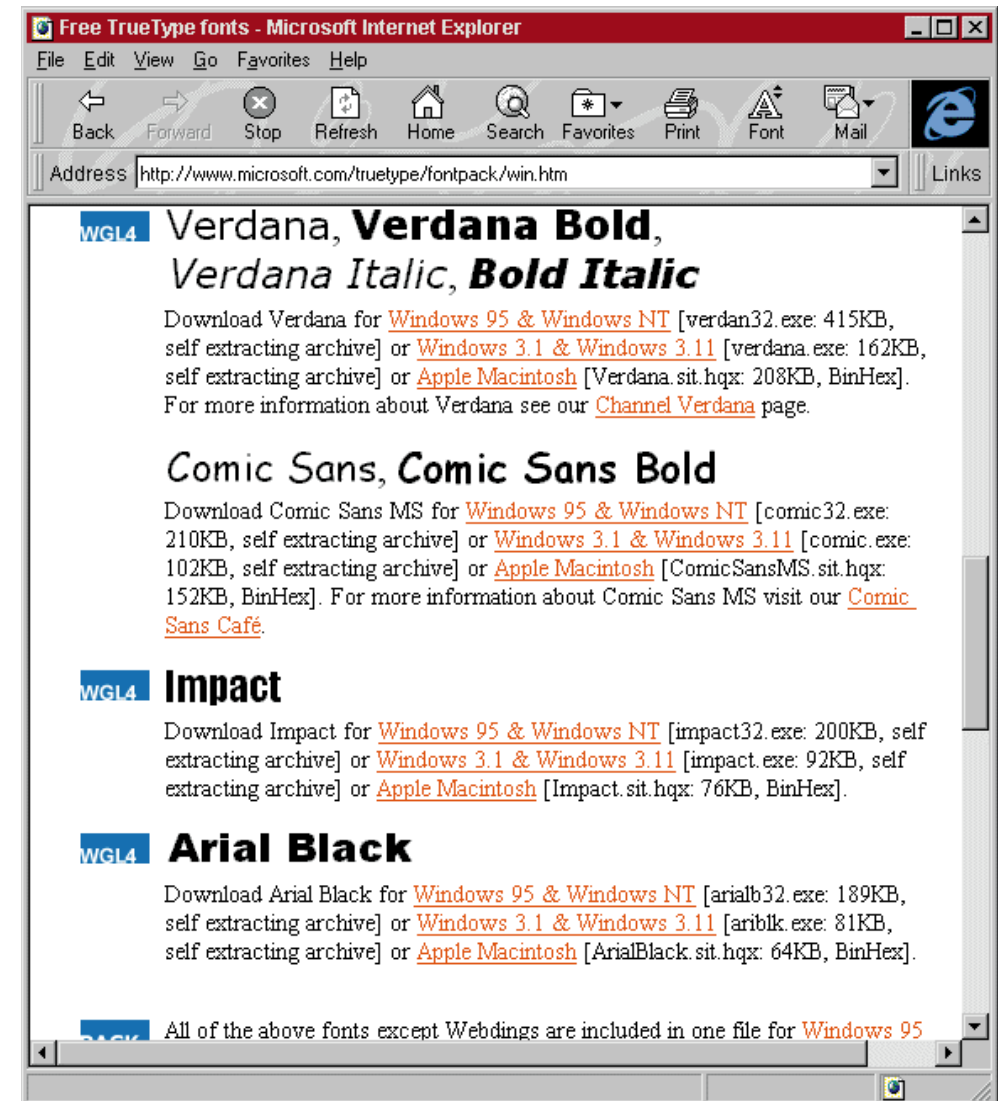 Free TrueType fonts - Microsoft Internet Explorer
File Edit View Go Favorites Help
Back Forward Stop Refresh Home Search Favorites Print Font Mail
Address http://www.microsoft.com/truetype/fontpack/win.htm Links
WGL4 Verdana, Verdana Bold,
Verdana Italic, Bold Italic
Download Verdana for Windows 95 & Windows NT [verdan32.exe: 415KB,
self extracting archive] or Windows 3.1 & Windows 3.11 [verdana.exe: 162KB,
self extracting archive] or Apple Macintosh [Verdana.sit.hqx: 208KB, BinHex].
For more information about Verdana see our Channel Verdana page.
Comic Sans, Comic Sans Bold
Download Comic Sans MS for Windows 95 & Windows NT [comic32.exe:
210KB, self extracting archive] or Windows 3.1 & Windows 3.11 [comic.exe:
102KB, self extracting archive] or Apple Macintosh [ComicSansMS.sit.hqx:
152KB, BinHex]. For more information about Comic Sans MS visit our Comic
Sans Café.
WGL4 Impact
Download Impact for Windows 95 & Windows NT [impact32.exe: 200KB, self
extracting archive] or Windows 3.1 & Windows 3.11 [impact.exe: 92KB, self
extracting archive] or Apple Macintosh [Impact.sit.hqx: 76KB, BinHex].
WGL4 Arial Black
Download Arial Black for Windows 95 & Windows NT [arialb32.exe: 189KB,
self extracting archive] or Windows 3.1 & Windows 3.11 [ariblk.exe: 81KB,
self extracting archive] or Apple Macintosh [ArialBlack.sit.hqx: 64KB, BinHex].
All of the above fonts except Webdings are included in one file for Windows 95